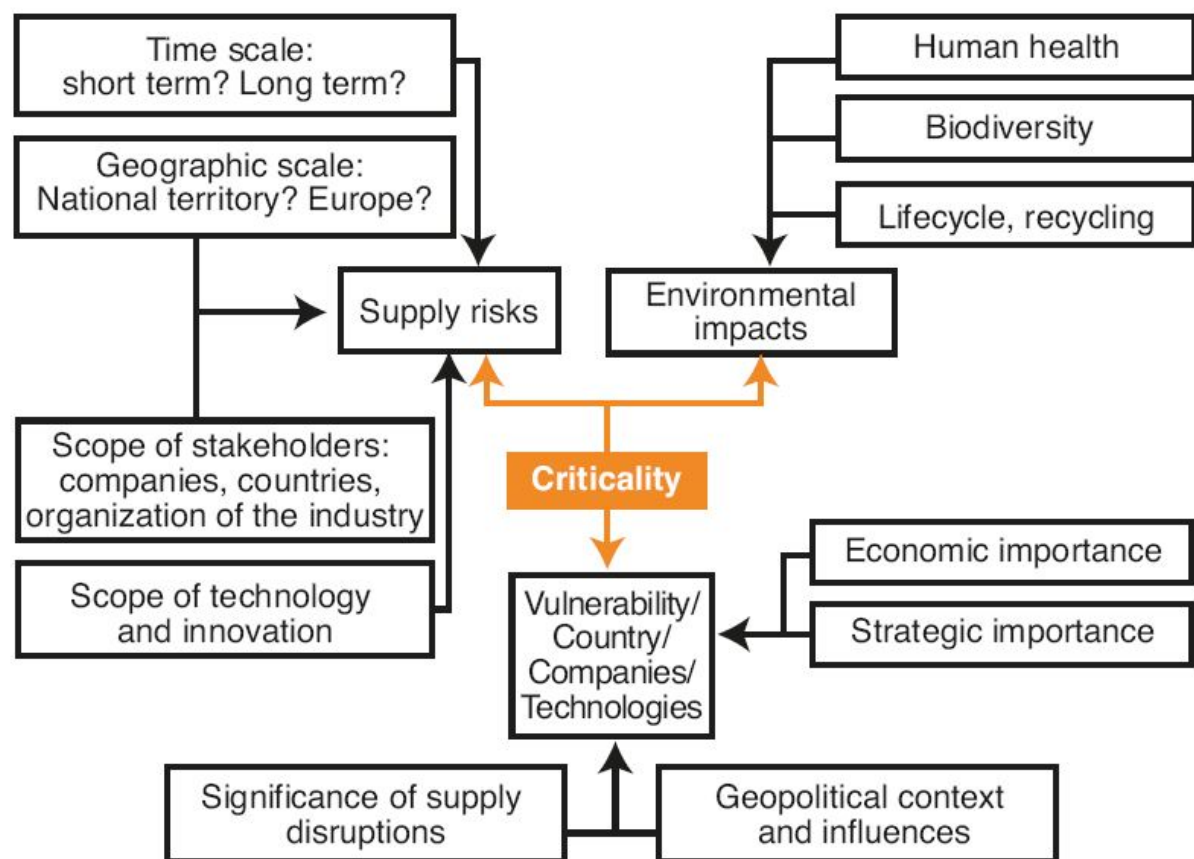 Time scale:
short term? Long term?
Human health
Biodiversity
Geographic scale:
National territory? Europe?
Lifecycle, recycling
Supply risks
Environmental
impacts
Scope of stakeholders:
companies, countries,
organization of the industry
Criticality
Economic importance
Scope of technology
and innovation
Vulnerability/
Country/
Companies/
Technologies
Strategic importance
Significance of supply
disruptions
Geopolitical context
and influences